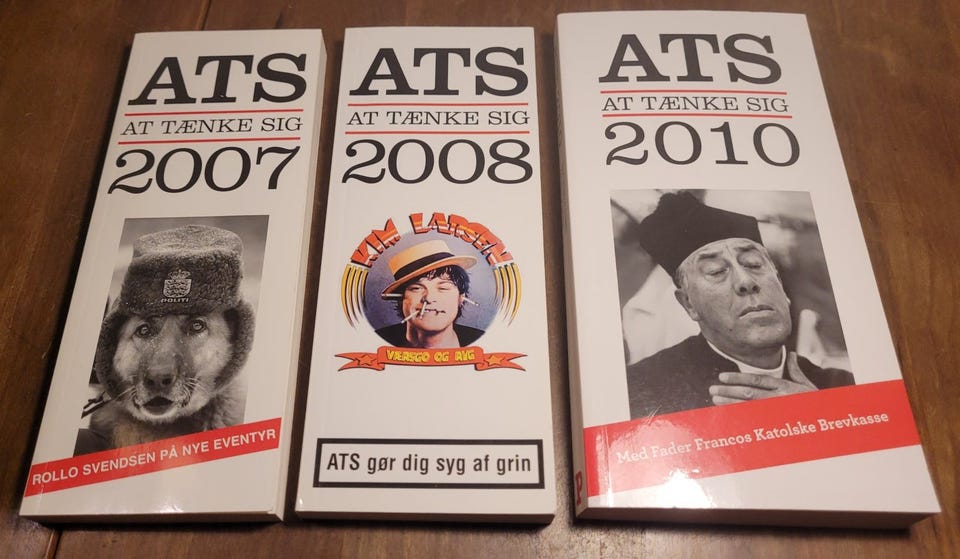 ATS
AT TÆNKE SIG
2007
POLITI
ROLLO SVENDSEN PÅ NYE EVENTYR
ATS
AT TÆNKE SIG
2008
KIM LARSEN
VÆRSGO OG RYG
ATS gør dig syg af grin
ATS
AT TÆNKE SIG
2010
Med Fader Francos Katolske Brevkasse
P